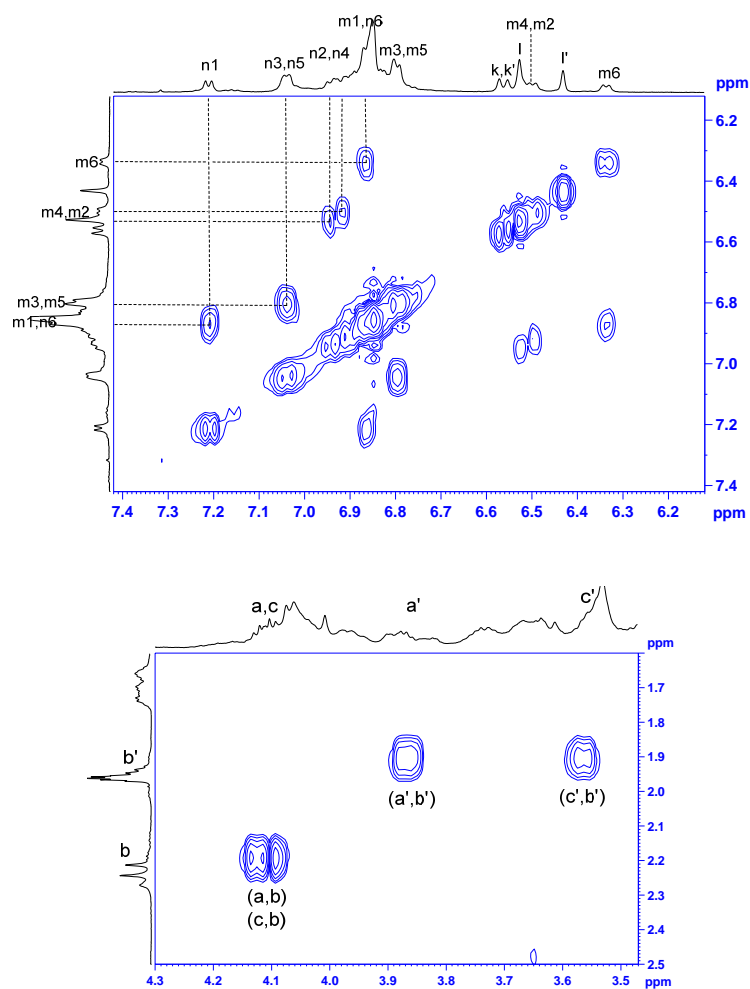 m4,m2
m1,n6
n1
n3,n5
n2,n4
m3,m5
k,k'
l
l'
m6
ppm
m6
m4,m2
m3,m5
m1,n6
6.2
6.4
6.6
6.8
7.0
7.2
7.4
7.4 7.3 7.2 7.1 7.0 6.9 6.8 6.7 6.6 6.5 6.4 6.3 6.2 ppm
a,c
a'
c'
ppm
b'
b
1.7
1.8
1.9
2.0
2.1
2.2
2.3
2.4
2.5
(a',b')
(c',b')
(a,b)
(c,b)
4.3 4.2 4.1 4.0 3.9 3.8 3.7 3.6 3.5 ppm